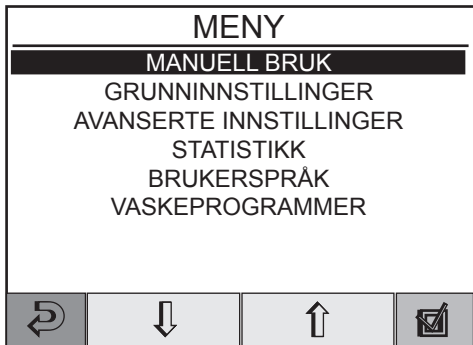 MENY
MANUELL BRUK
GRUNNINNSTILLINGER
AVANSERTE INNSTILLINGER
STATISTIKK
BRUKERSPRÅK
VASKEPROGRAMMER